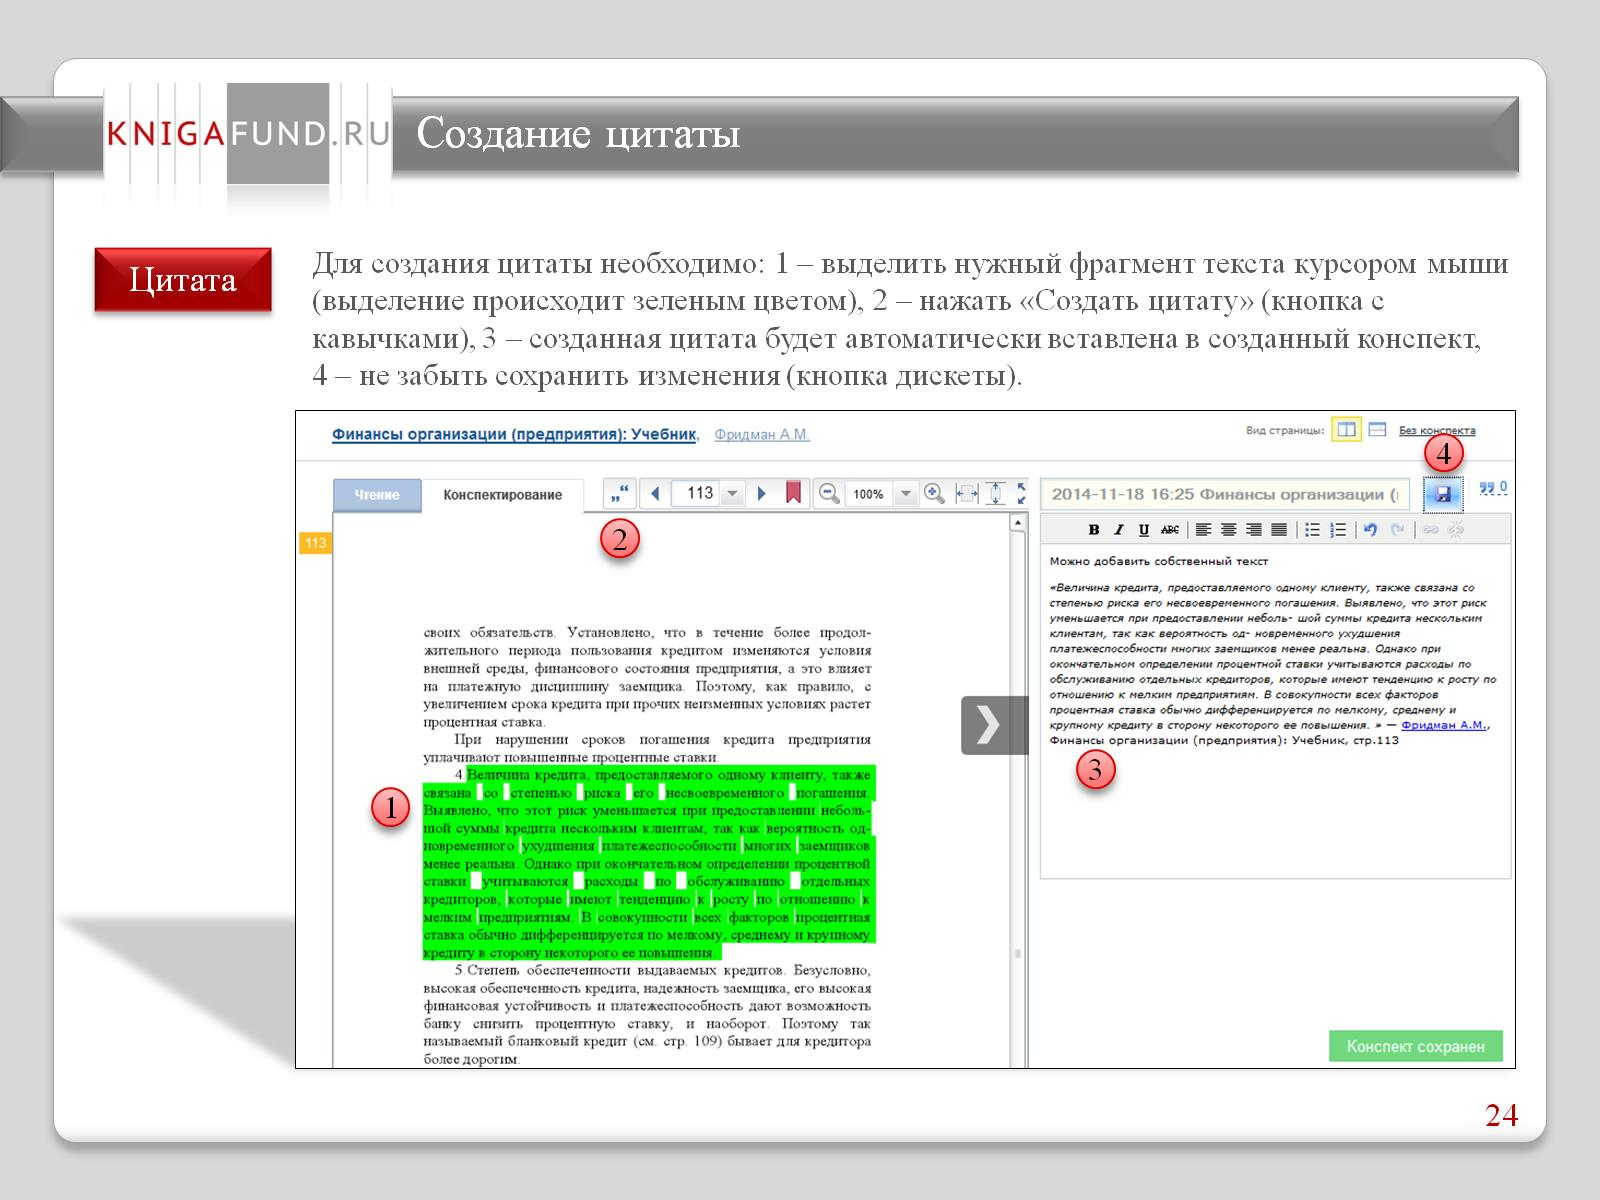 KNIGAFUND.RU
Создание цитаты
Цитата
Для создания цитаты необходимо: 1 – выделить нужный фрагмент текста курсором мыши
(выделение происходит зеленым цветом), 2 – нажать «Создать цитату» (кнопка с
кавычками), 3 – созданная цитата будет автоматически вставлена в созданный конспект,
4 – не забыть сохранить изменения (кнопка дискеты).
Финансы организации (предприятия): Учебник, Фридман А.М.
Вид страницы: Без конспекта
4
Чтение
Конспектирование
113
100%
2014-11-18 16:25 Финансы организации (
0
2
B I U ABC
113
своих обязательств. Установлено, что в течение более продол-
жительного периода пользования кредитом изменяются условия
внешней среды, финансового состояния предприятия, а это влияет
на платежную дисциплину заемщика. Поэтому, как правило, с
увеличением срока кредита при прочих неизменных условиях растет
процентная ставка.
При нарушении сроков погашения кредита предприятия
уплачивают повышенные процентные ставки.
4.Величина кредита, предоставляемого одному клиенту, также
связана со степенью риска его несвоевременного погашения.
Выявлено, что этот риск уменьшается при предоставлении неболь-
шой суммы кредита нескольким клиентам, так как вероятность од-
новременного ухудшения платежеспособности многих заемщиков
менее реальна. Однако при окончательном определении процентной
ставки учитываются расходы по обслуживанию отдельных
кредиторов, которые имеют тенденцию к росту по отношению к
мелким предприятиям. В совокупности всех факторов процентная
ставка обычно дифференцируется по мелкому, среднему и крупному
кредиту в сторону некоторого ее повышения.
5.Степень обеспеченности выдаваемых кредитов. Безусловно,
высокая обеспеченность кредита, надежность заемщика, его высокая
финансовая устойчивость и платежеспособность дают возможность
банку снизить процентную ставку, и наоборот. Поэтому так
называемый бланковый кредит (см. стр. 109) бывает для кредитора
более дорогим.
1
Можно добавить собственный текст
«Величина кредита, предоставляемого одному клиенту, также связана со
степенью риска его несвоевременного погашения. Выявлено, что этот риск
уменьшается при предоставлении неболь- шой суммы кредита нескольким
клиентам, так как вероятность од- новременного ухудшения
платежеспособности многих заемщиков менее реальна. Однако при
окончательном определении процентной ставки учитываются расходы по
обслуживанию отдельных кредиторов, которые имеют тенденцию к росту по
отношению к мелким предприятиям. В совокупности всех факторов
процентная ставка обычно дифференцируется по мелкому, среднему и
крупному кредиту в сторону некоторого ее повышения. » — Фридман А.М.,
Финансы организации (предприятия): Учебник, стр.113
3
Конспект сохранен
24